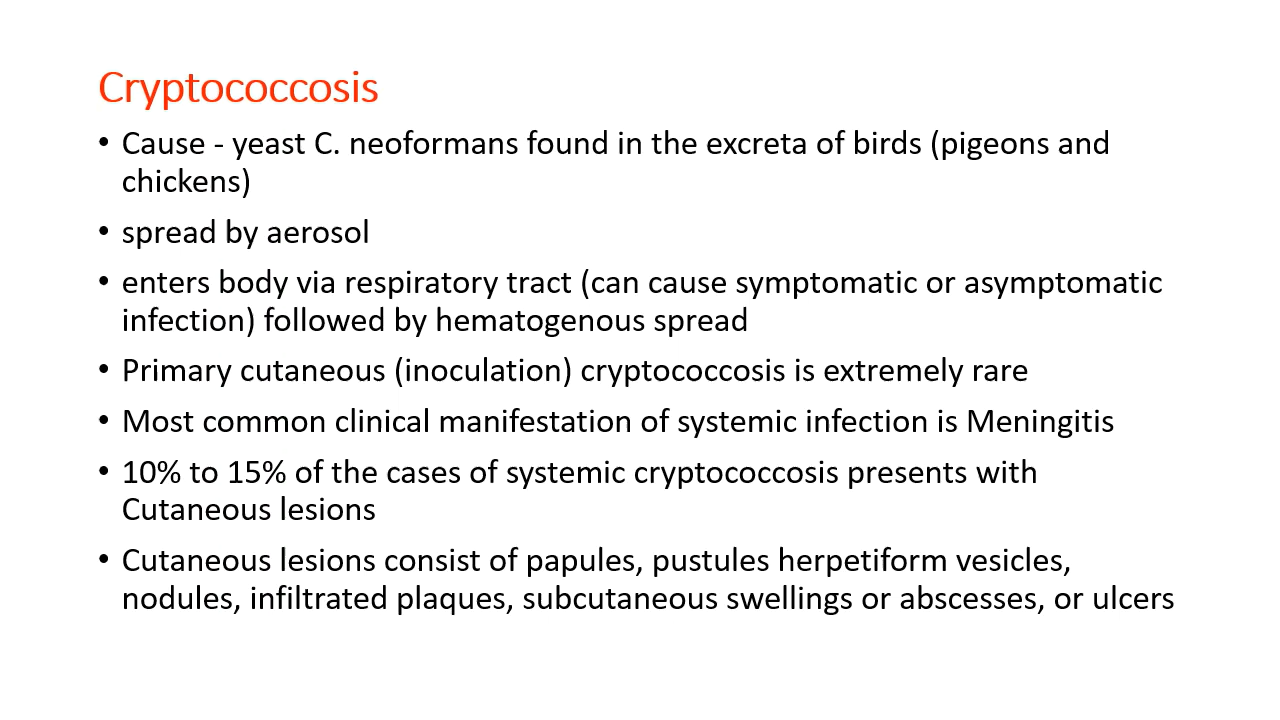 Cryptococcosis
• Cause - yeast C. neoformans found in the excreta of birds (pigeons and
chickens)
• spread by aerosol
• enters body via respiratory tract (can cause symptomatic or asymptomatic
infection) followed by hematogenous spread
• Primary cutaneous (inoculation) cryptococcosis is extremely rare
• Most common clinical manifestation of systemic infection is Meningitis
• 10% to 15% of the cases of systemic cryptococcosis presents with
Cutaneous lesions
• Cutaneous lesions consist of papules, pustules herpetiform vesicles,
nodules, infiltrated plaques, subcutaneous swellings or abscesses, or ulcers